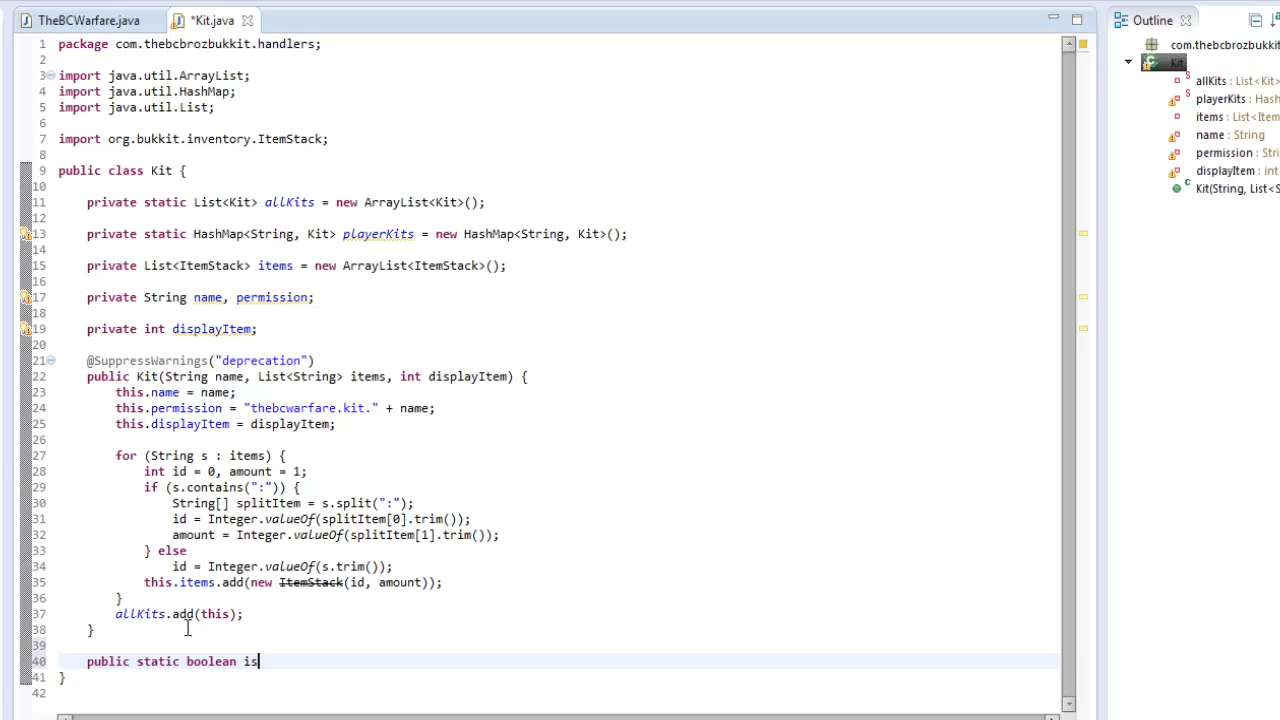 TheBCWarfare.java
*Kit.java
Outline
1 package com.thebcbrozbukkit.handlers;
2
3 import java.util.ArrayList;
4 import java.util.HashMap;
5 import java.util.List;
6
7 import org.bukkit.inventory.ItemStack;
8
9 public class Kit {
10
11 private static List<Kit> allKits = new ArrayList<Kit>();
12
13 private static HashMap<String, Kit> playerKits = new HashMap<String, Kit>();
14
15 private List<ItemStack> items = new ArrayList<ItemStack>();
16
17 private String name, permission;
18
19 private int displayItem;
20
21 @SuppressWarnings("deprecation")
22 public Kit(String name, List<String> items, int displayItem) {
23 this.name = name;
24 this.permission = "thebcwarfare.kit." + name;
25 this.displayItem = displayItem;
26
27 for (String s : items) {
28 int id = 0, amount = 1;
29 if (s.contains(":")) {
30 String[] splitItem = s.split(":");
31 id = Integer.valueOf(splitItem[0].trim());
32 amount = Integer.valueOf(splitItem[1].trim());
33 } else
34 id = Integer.valueOf(s.trim());
35 this.items.add(new ItemStack(id, amount));
36 }
37 allKits.add(this);
38 }
39
40 public static boolean is
41 }
42
com.thebcbrozbukkit
Kit
allKits : List<Kit>
playerKits : Hash
items : List<Item
name : String
permission : Stri
displayItem : int
Kit(String, List<S